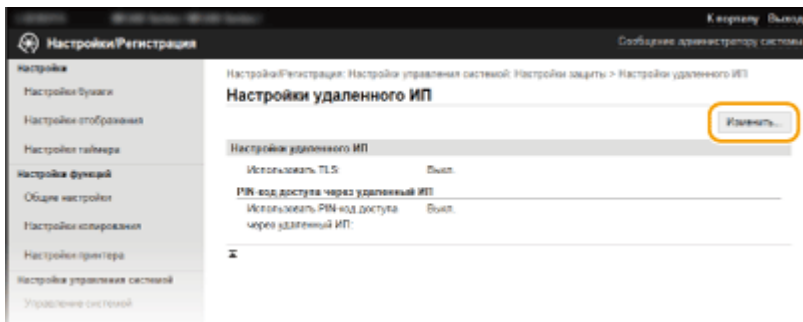 К порталу Выход
Настройки/Регистрация
Сообщение администратору системы
Настройки
Настройки бумаги
Настройки отображения
Настройки таймера
Настройки функций
Общие настройки
Настройки копирования
Настройки принтера
Настройки управления системой
Управление системой
Настройки/Регистрация: Настройки управления системой: Настройки защиты > Настройки удаленного ИП
Настройки удаленного ИП
Изменить...
Настройки удаленного ИП
Использовать TLS: Выкл.
PIN-код доступа через удаленный ИП
Использовать PIN-код доступа Выкл.
через удаленный ИП: